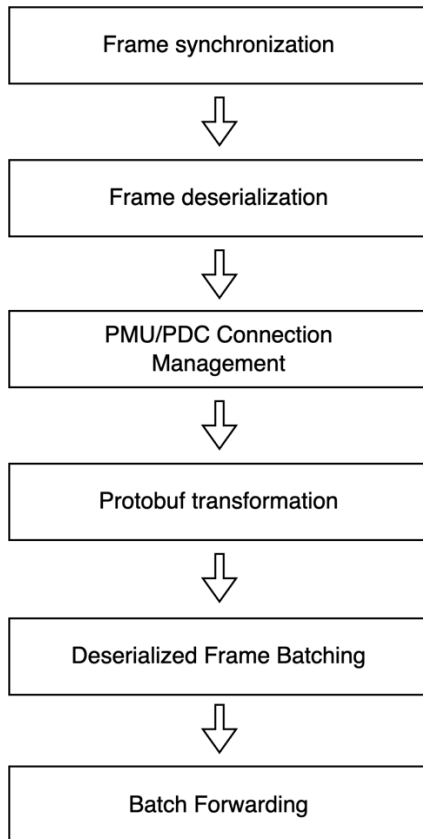 Frame synchronization
Frame deserialization
PMU/PDC Connection
Management
Protobuf transformation
Deserialized Frame Batching
Batch Forwarding